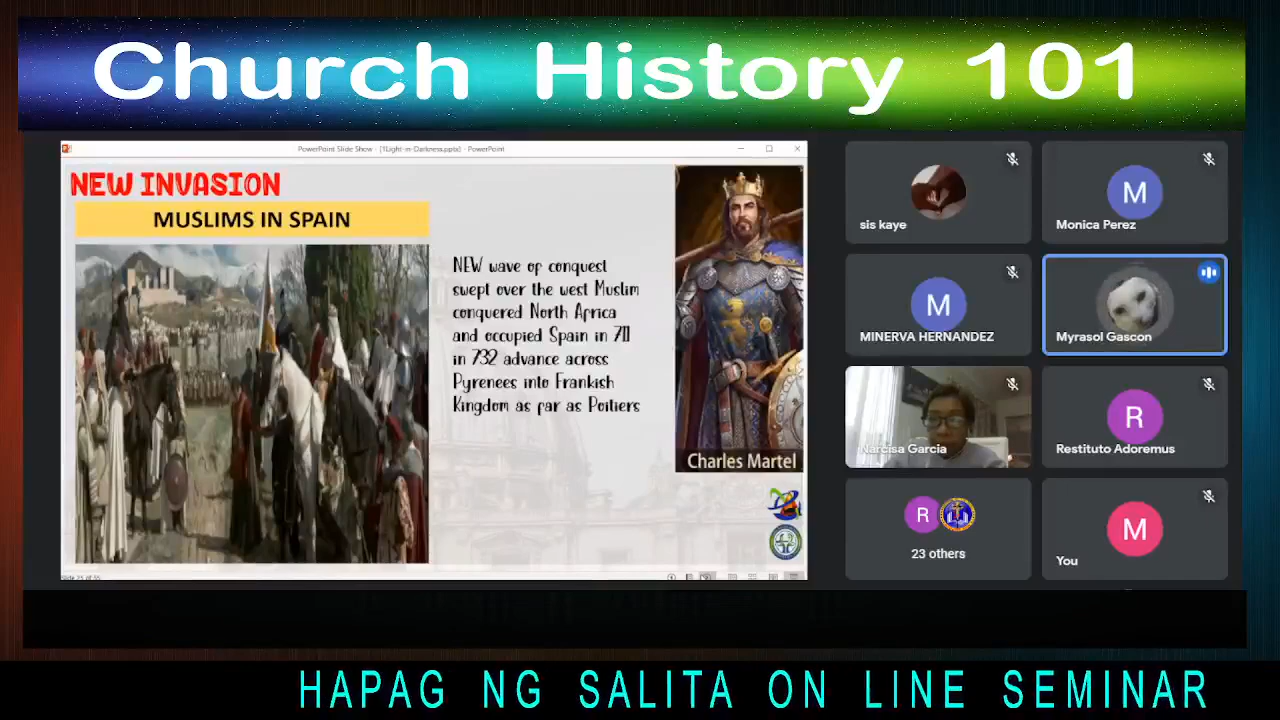 Church History 101
PowerPoint Slide Show - [1Light-in-Darkness.pptx] - PowerPoint
NEW INVASION
MUSLIMS IN SPAIN
NEW wave of conquest
swept over the west Muslim
conquered North Africa
and occupied Spain in 711
in 732 advance across
Pyrenees into Frankish
Kingdom as far as Poitiers
Charles Martel
sis kaye
M
Monica Perez
M
MINERVA HERNANDEZ
Myrasol Gascon
Narcisa Garcia
R
Restituto Adoremus
R
23 others
M
You
HAPAG NG SALITA ON LINE SEMINAR